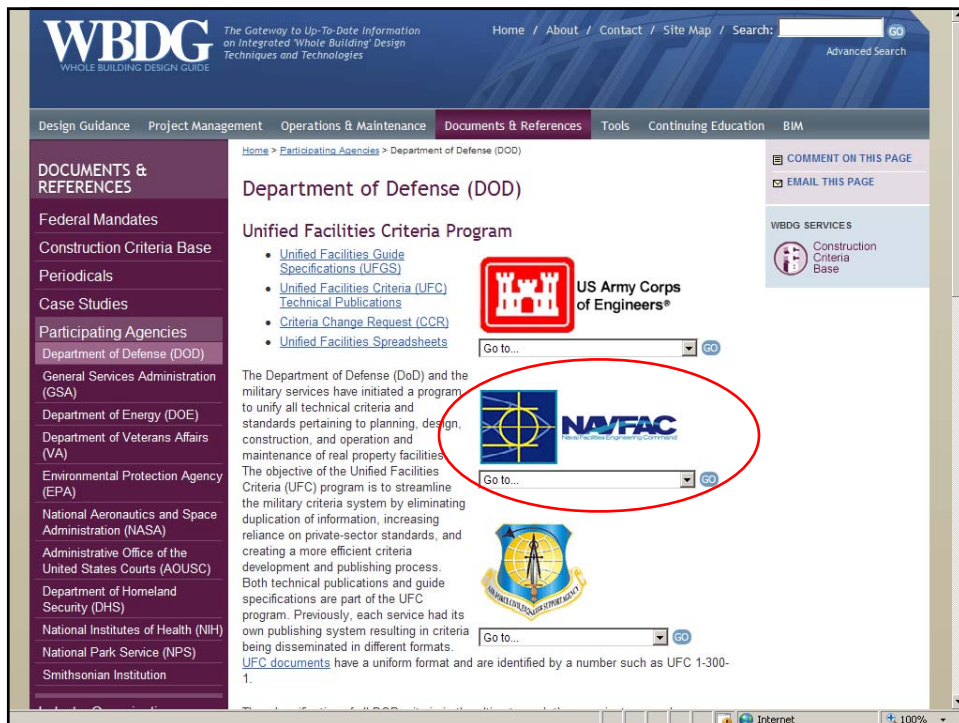 WBDG
WHOLE BUILDING DESIGN GUIDE
The Gateway to Up-To-Date Information
on Integrated 'Whole Building' Design
Techniques and Technologies
Home / About / Contact / Site Map / Search:
GO
Advanced Search
Design Guidance Project Management Operations & Maintenance Documents & References Tools Continuing Education BIM
DOCUMENTS &
REFERENCES
Federal Mandates
Construction Criteria Base
Periodicals
Case Studies
Participating Agencies
Department of Defense (DOD)
General Services Administration
(GSA)
Department of Energy (DOE)
Department of Veterans Affairs
(VA)
Environmental Protection Agency
(EPA)
National Aeronautics and Space
Administration (NASA)
Administrative Office of the
United States Courts (AOUSC)
Department of Homeland
Security (DHS)
National Institutes of Health (NIH)
National Park Service (NPS)
Smithsonian Institution
Home > Participating Agencies > Department of Defense (DOD)
Department of Defense (DOD)
Unified Facilities Criteria Program
Unified Facilities Guide
Specifications (UFGS)
Unified Facilities Criteria (UFC)
Technical Publications
Criteria Change Request (CCR)
Unified Facilities Spreadsheets
The Department of Defense (DoD) and the
military services have initiated a program
to unify all technical criteria and
standards pertaining to planning, design,
construction, and operation and
maintenance of real property facilities.
The objective of the Unified Facilities
Criteria (UFC) program is to streamline
the military criteria system by eliminating
duplication of information, increasing
reliance on private-sector standards, and
creating a more efficient criteria
development and publishing process.
Both technical publications and guide
specifications are part of the UFC
program. Previously, each service had its
own publishing system resulting in criteria
being disseminated in different formats.
UFC documents have a uniform format and are identified by a number such as UFC 1-300-
1.
US Army Corps
of Engineers®
Go to...
GO
NAVFAC
Naval Facilities Engineering Command
Go to...
GO
AIR FORCE CIVIL ENGINEER SUPPORT AGENCY
Go to...
GO
COMMENT ON THIS PAGE
EMAIL THIS PAGE
WBDG SERVICES
Construction
Criteria
Base
Internet
100%